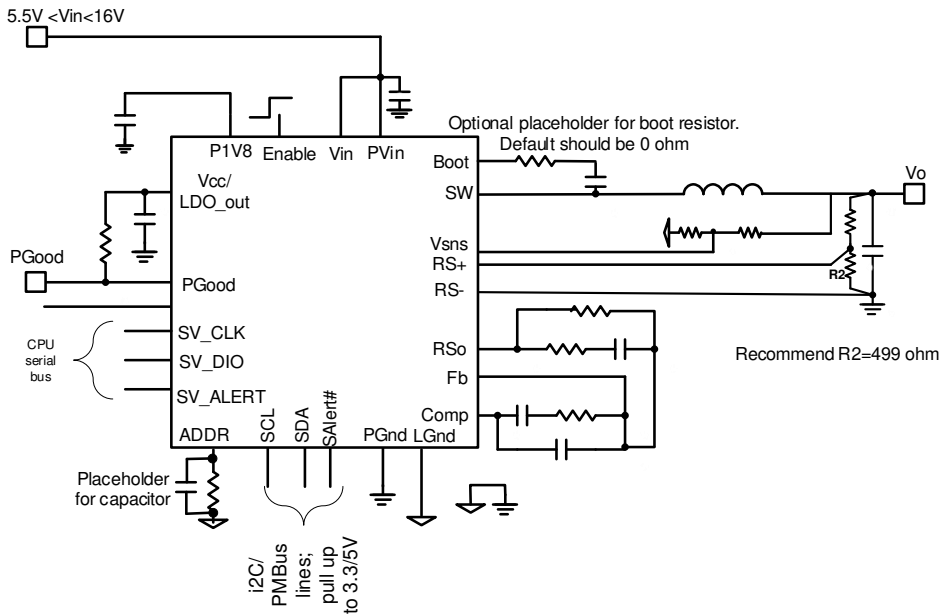 5.5V <Vin<16V
Optional placeholder for boot resistor.
Default should be 0 ohm
P1V8
Enable
Vin
PVin
Boot
Vcc/
LDO_out
SW
Vo
Vsns
PGood
RS+
R2
PGood
RS-
SV_CLK
CPU
serial
bus
SV_DIO
RSo
Recommend R2=499 ohm
Fb
SV_ALERT
Comp
ADDR
SCL
SDA
SAlert#
PGnd
LGnd
Placeholder
for capacitor
i2C/
PMBus
lines;
pull up
to 3.3/5V